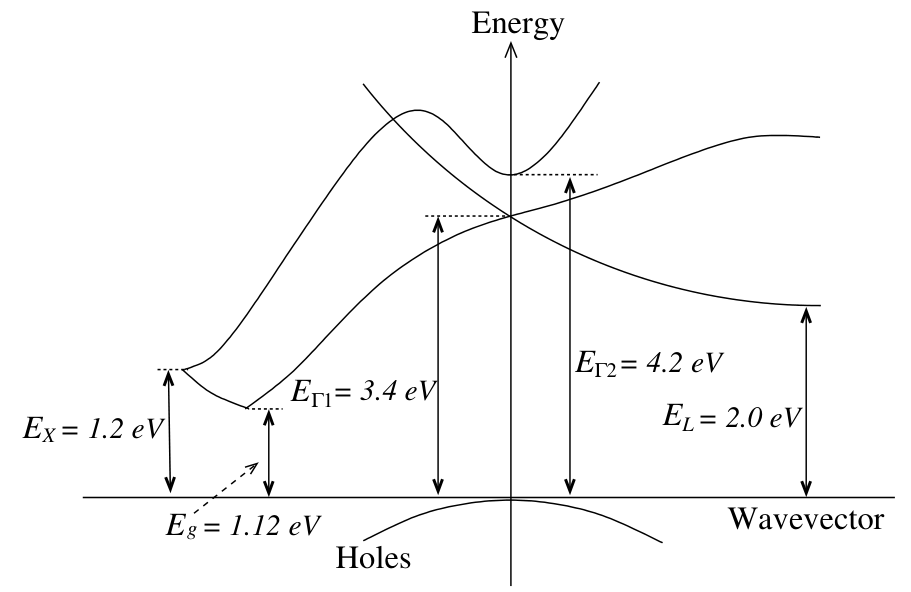 Energy
E_Γ2 = 4.2 eV
E_Γ1 = 3.4 eV
E_X = 1.2 eV
E_L = 2.0 eV
E_g = 1.12 eV
Wavevector
Holes